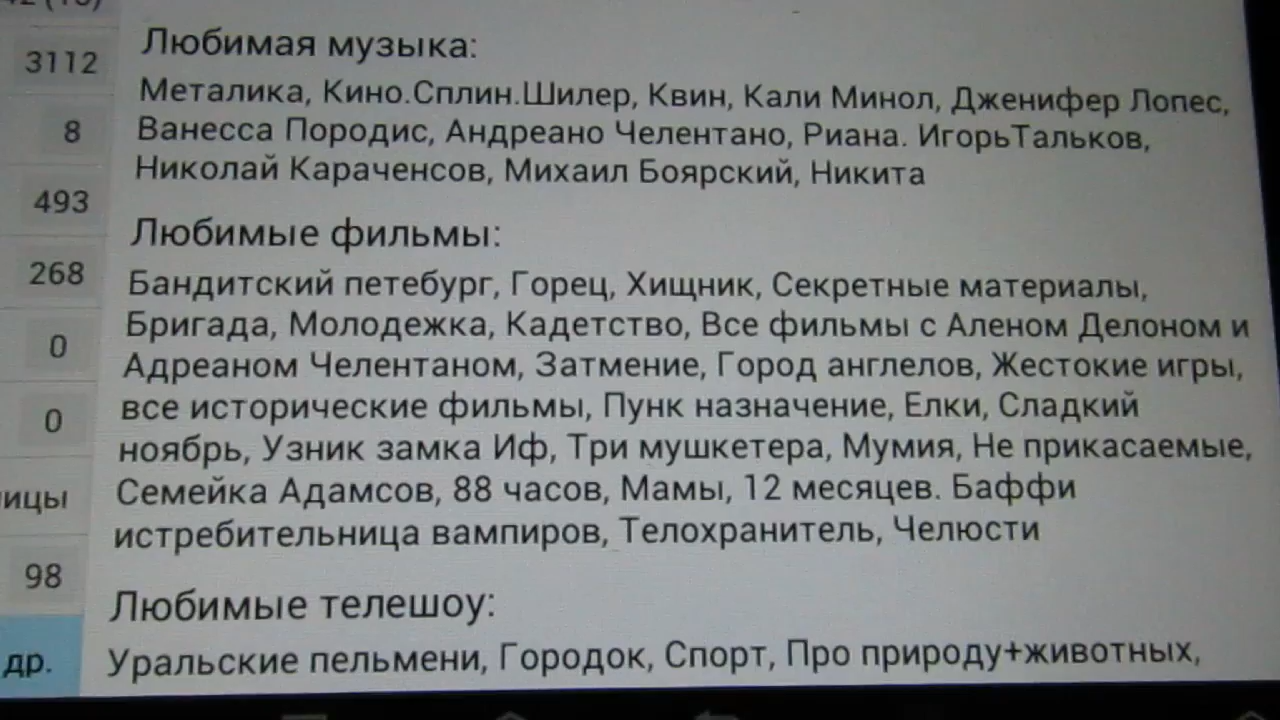 3112
8
493
268
0
0
ницы
98
др.
Любимая музыка:
Металика, Кино.Сплин.Шилер, Квин, Кали Минол, Дженифер Лопес,
Ванесса Породис, Андреано Челентано, Риана. ИгорьТальков,
Николай Караченсов, Михаил Боярский, Никита
Любимые фильмы:
Бандитский петебург, Горец, Хищник, Секретные материалы,
Бригада, Молодежка, Кадетство, Все фильмы с Аленом Делоном и
Адреаном Челентаном, Затмение, Город англелов, Жестокие игры,
все исторические фильмы, Пунк назначение, Елки, Сладкий
ноябрь, Узник замка Иф, Три мушкетера, Мумия, Не прикасаемые,
Семейка Адамсов, 88 часов, Мамы, 12 месяцев. Баффи
истребительница вампиров, Телохранитель, Челюсти
Любимые телешоу:
Уральские пельмени, Городок, Спорт, Про природу+животных,